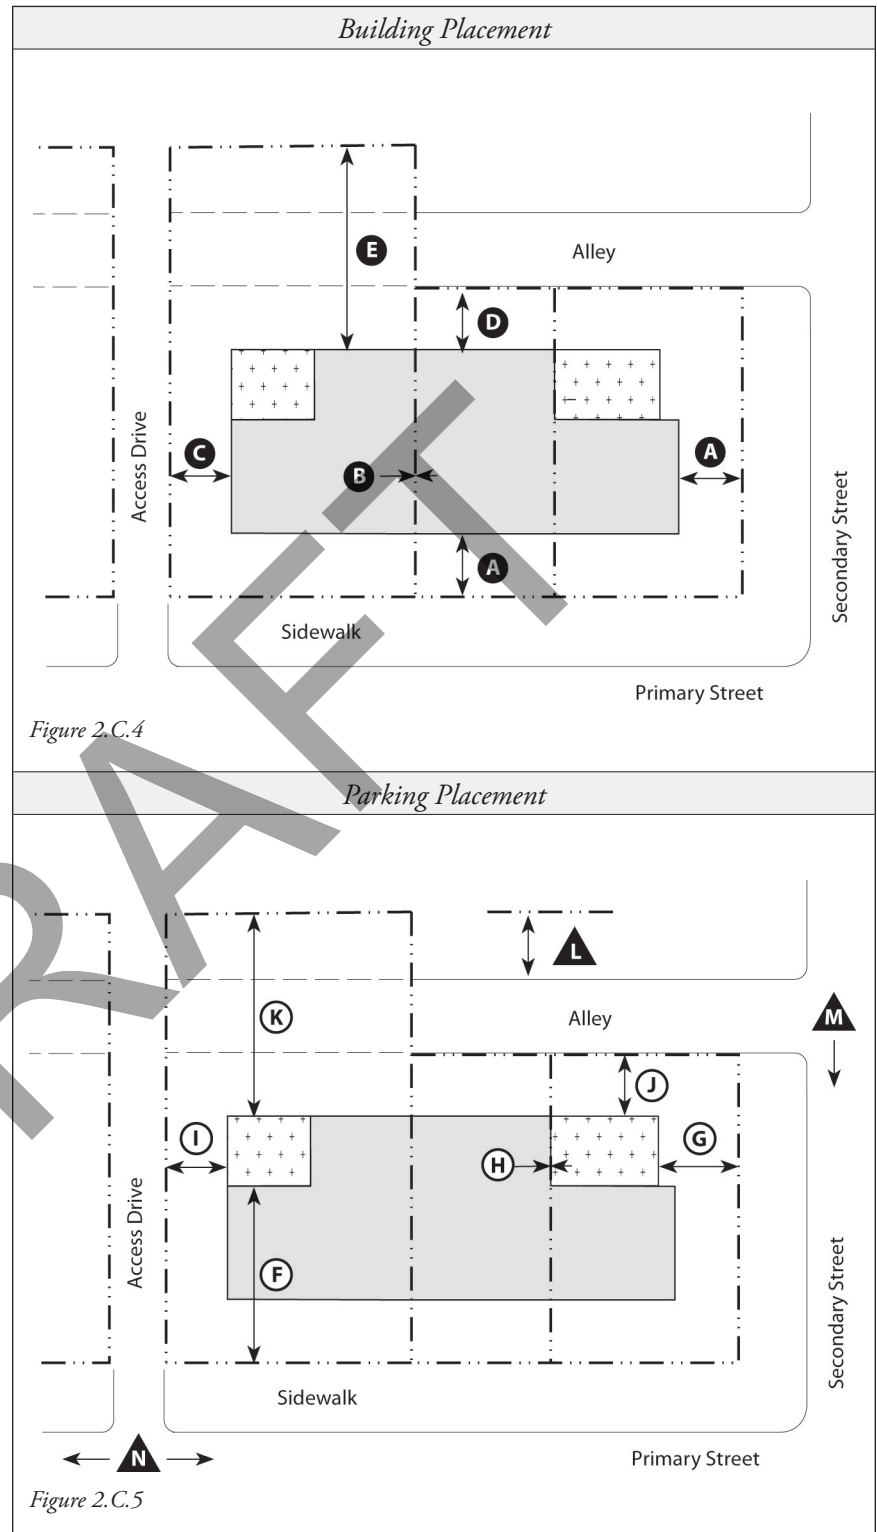 Building Placement
E
Alley
D
C
Access Drive
B
A
A
Secondary Street
Sidewalk
Primary Street
Figure 2.C.4
Parking Placement
L
K
Alley
M
J
I
G
H
Access Drive
F
Secondary Street
Sidewalk
N
Primary Street
Figure 2.C.5
RAFT